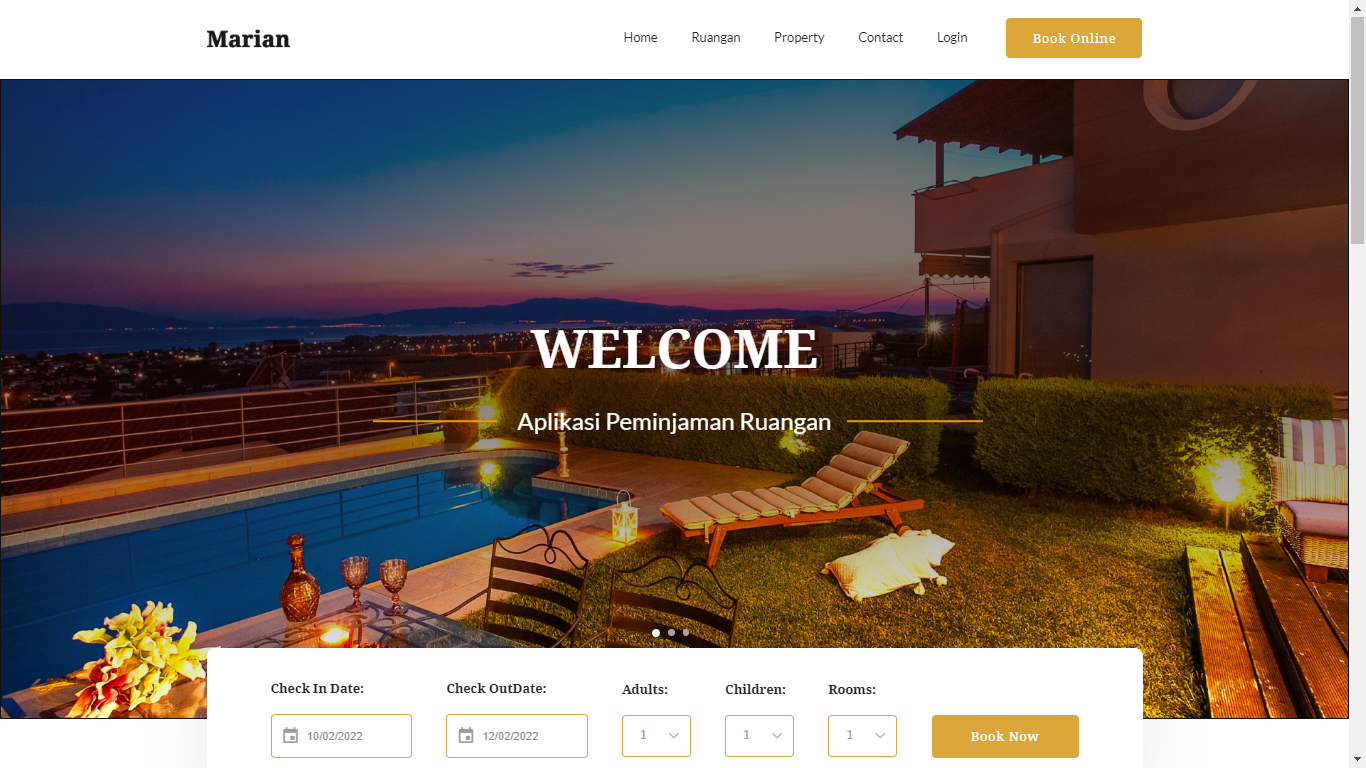 Marian
Home Ruangan Property Contact Login Book Online
WELCOME
Aplikasi Peminjaman Ruangan
Check In Date: Check OutDate: Adults: Children: Rooms:
10/02/2022 12/02/2022 1 1 1 Book Now